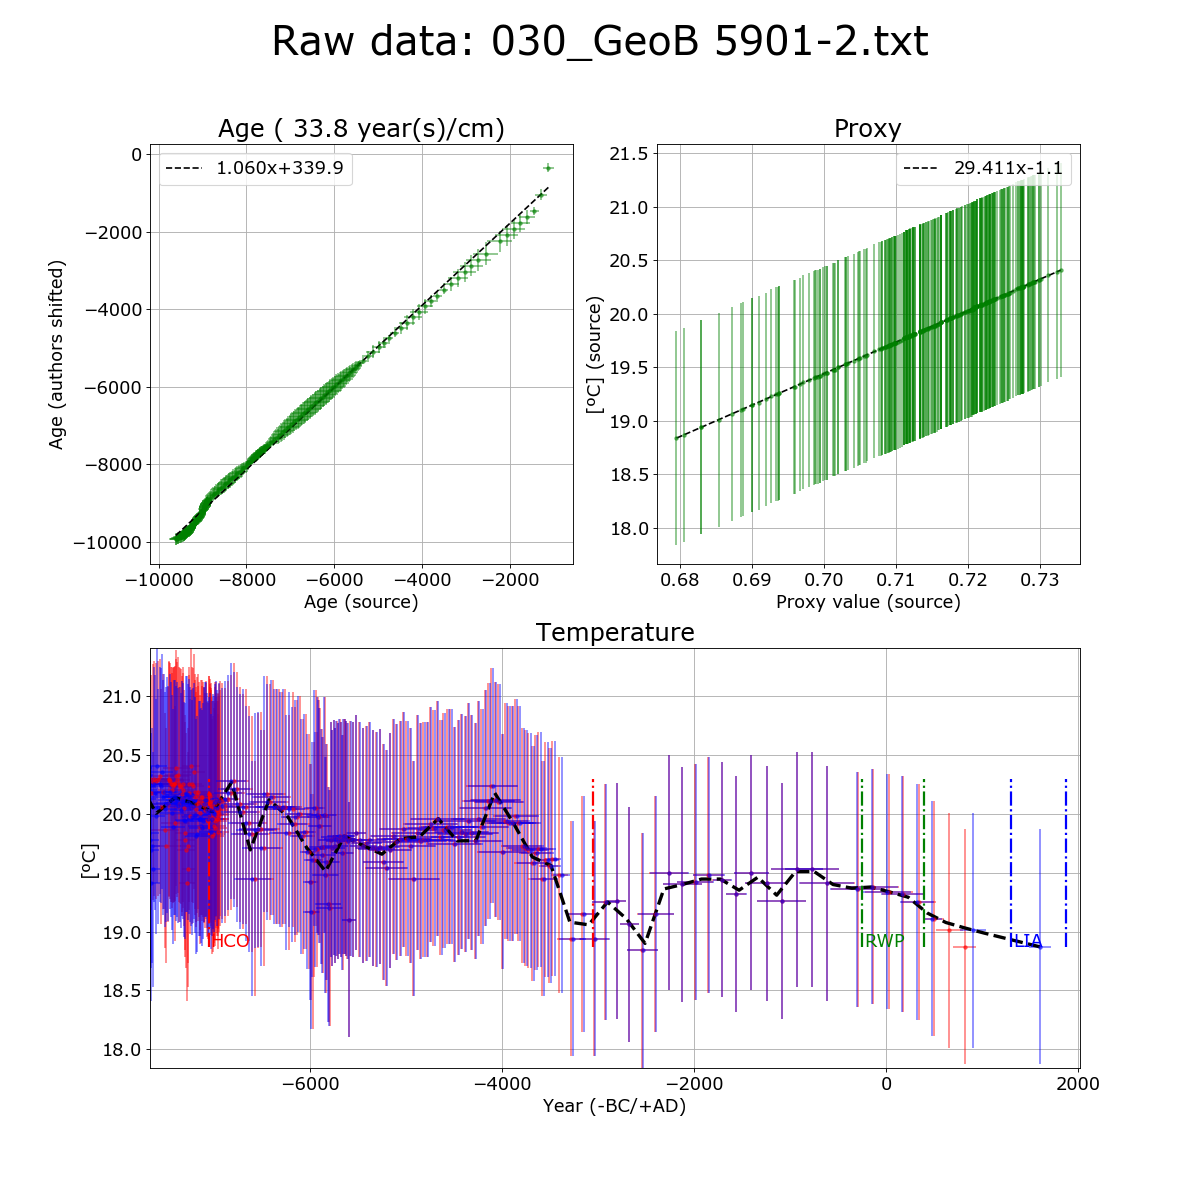 Raw data: 030_GeoB 5901-2.txt
Age ( 33.8 year(s)/cm)
Age (authors shifted)
0
−2000
−4000
−6000
−8000
−10000
1.060x+339.9
−10000
−8000
−6000
−4000
−2000
Age (source)
Proxy
[ºC] (source)
21.5
21.0
20.5
20.0
19.5
19.0
18.5
18.0
29.411x-1.1
0.68
0.69
0.70
0.71
0.72
0.73
Proxy value (source)
Temperature
[ºC]
21.0
20.5
20.0
19.5
19.0
18.5
18.0
HCO
RWP
LIA
−6000
−4000
−2000
0
2000
Year (-BC/+AD)